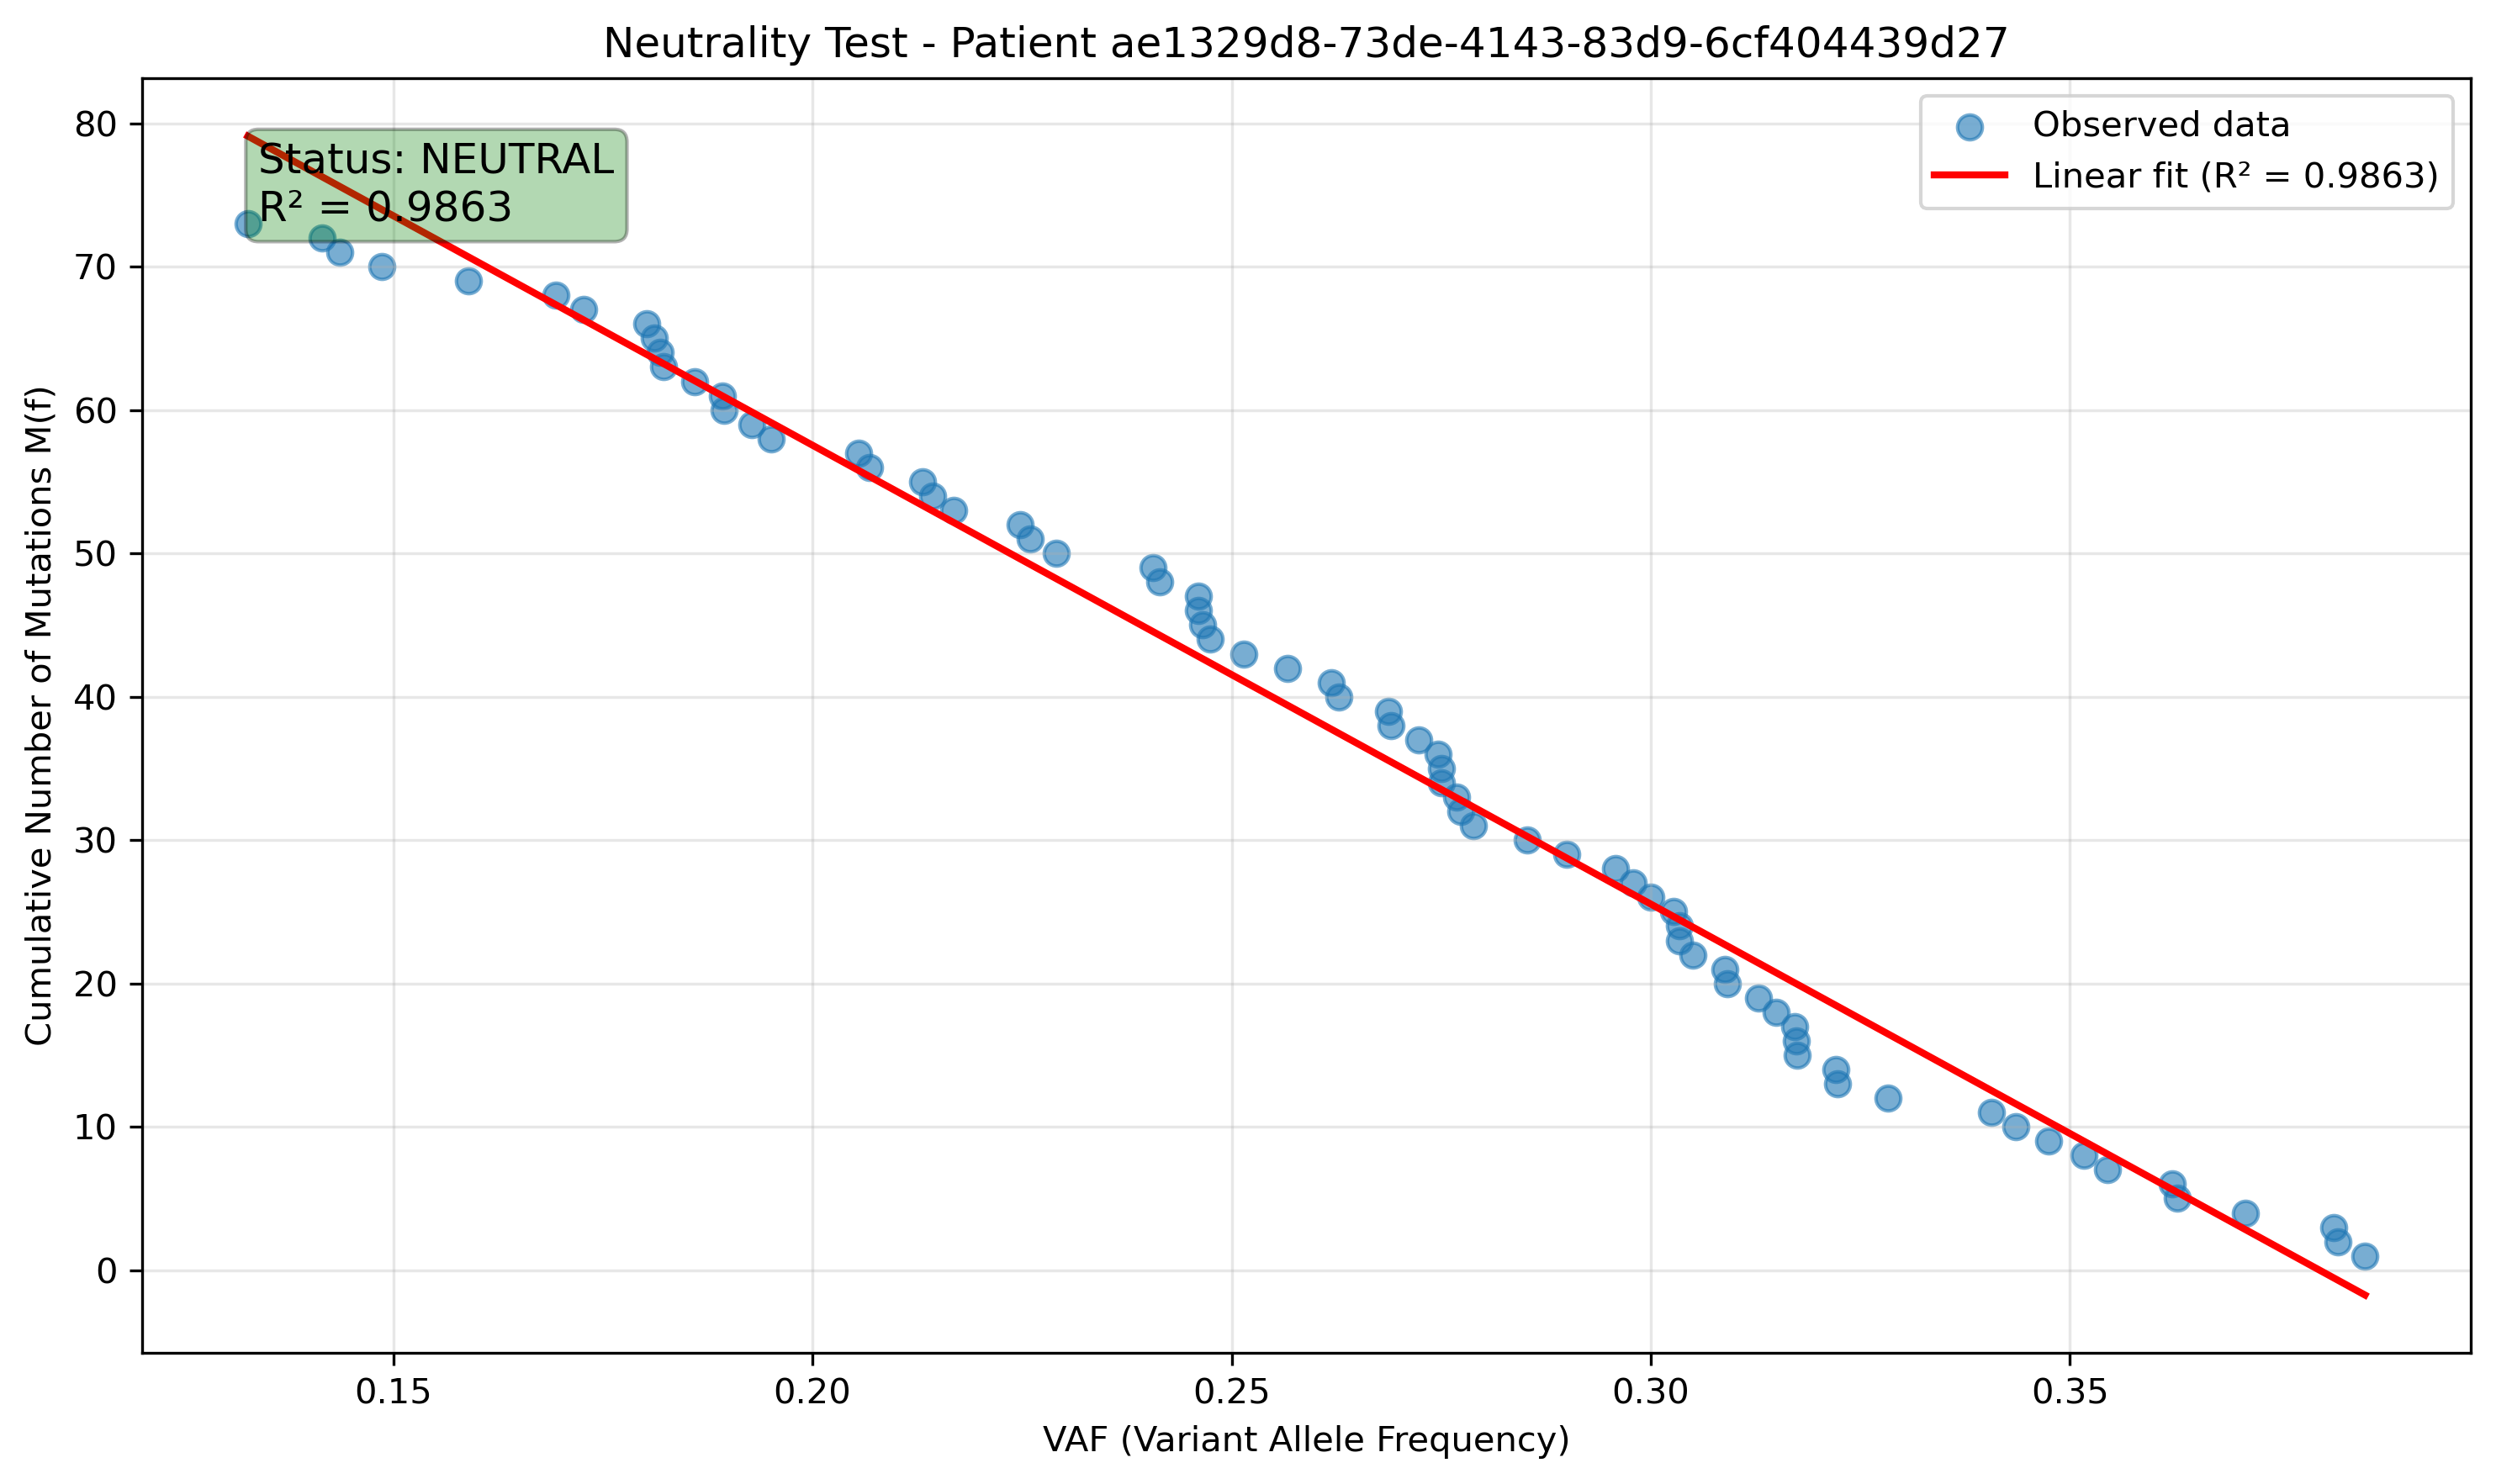 Neutrality Test - Patient ae1329d8-73de-4143-83d9-6cf404439d27
Status: NEUTRAL
R² = 0.9863
Observed data
Linear fit (R² = 0.9863)
Cumulative Number of Mutations M(f)
80
70
60
50
40
30
20
10
0
0.15 0.20 0.25 0.30 0.35
VAF (Variant Allele Frequency)